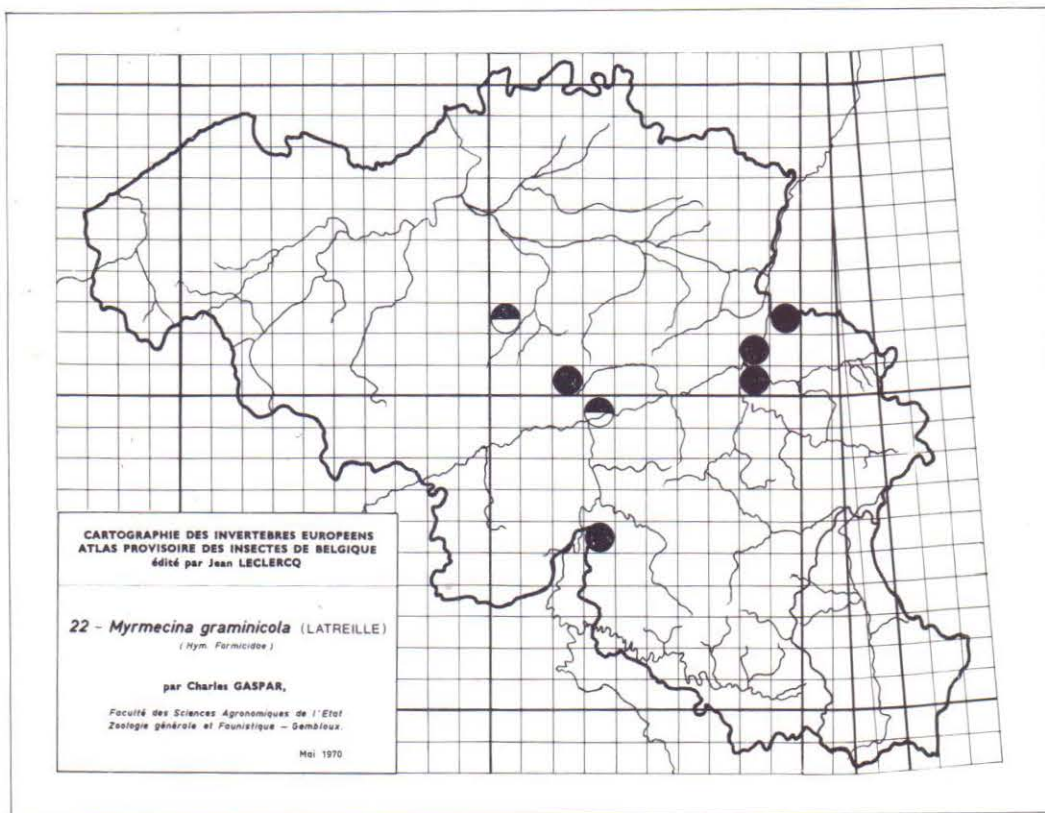 CARTOGRAPHIE DES INVERTEBRES EUROPEENS
ATLAS PROVISOIRE DES INSECTES DE BELGIQUE
édité par Jean LECLERCQ
22 - Myrmecina graminicola (LATREILLE)
(Hym. Formicidae)
par Charles GASPAR,
Faculté des Sciences Agronomiques de l'Etat
Zoologie générale et Faunistique — Gembloux.
Mai 1970